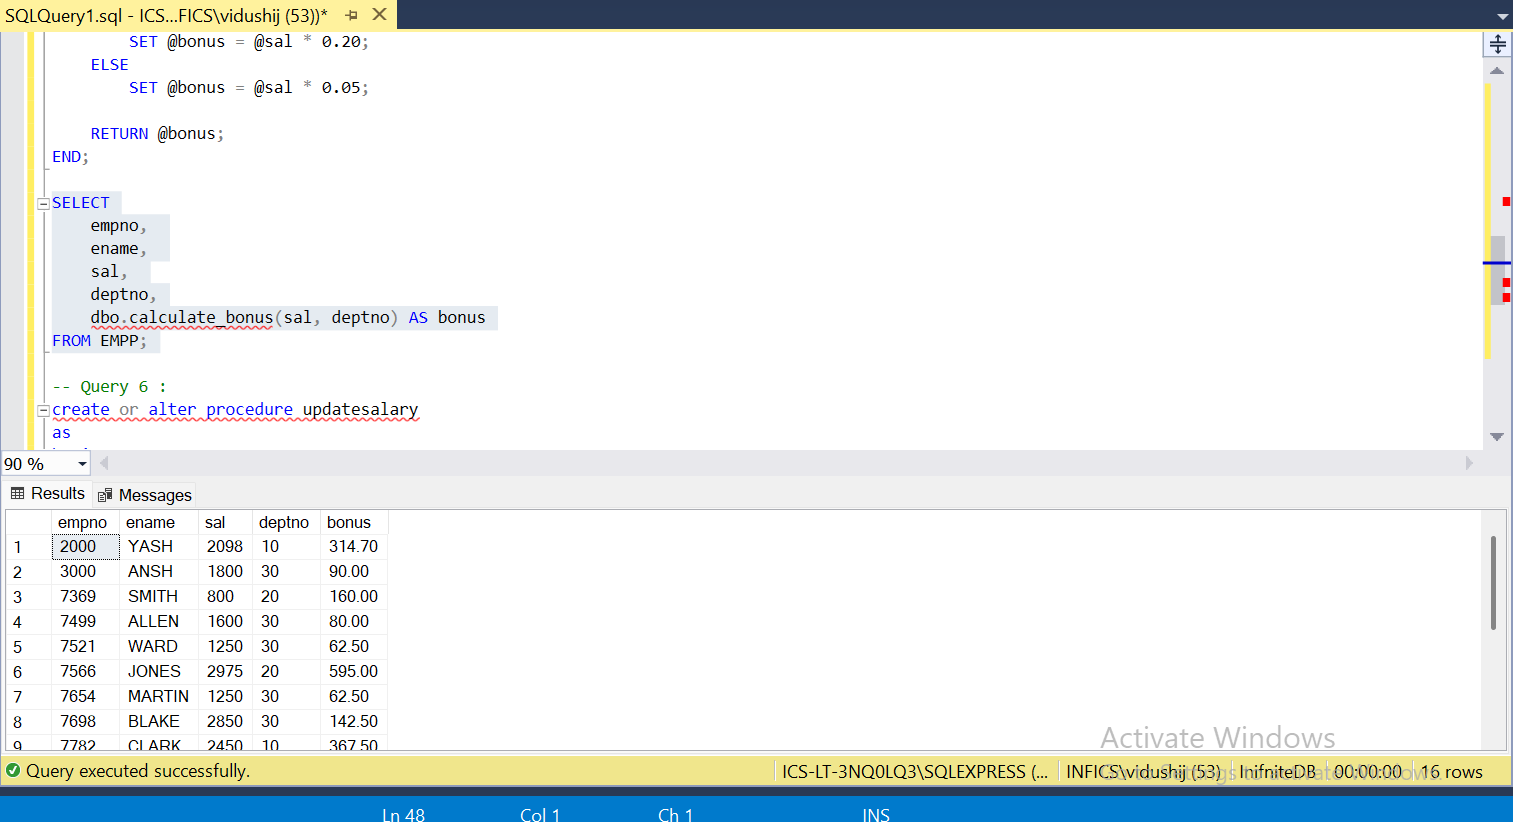 SQLQuery1.sql - ICS...FICS\vidushij (53))*
SET @bonus = @sal * 0.20;
ELSE
SET @bonus = @sal * 0.05;
RETURN @bonus;
END;
SELECT
empno,
ename,
sal,
deptno,
dbo.calculate_bonus(sal, deptno) AS bonus
FROM EMPP;
-- Query 6 :
create or alter procedure updatesalary
as
90 %
Results Messages
empno ename sal deptno bonus
1 2000 YASH 2098 10 314.70
2 3000 ANSH 1800 30 90.00
3 7369 SMITH 800 20 160.00
4 7499 ALLEN 1600 30 80.00
5 7521 WARD 1250 30 62.50
6 7566 JONES 2975 20 595.00
7 7654 MARTIN 1250 30 62.50
8 7698 BLAKE 2850 30 142.50
9 7782 CLARK 2450 10 367.50
Activate Windows
Go to Settings to activate Windows.
Query executed successfully.
ICS-LT-3NQ0LQ3\SQLEXPRESS (... INFICS\vidushij (53) InifniteDB 00:00:00 16 rows
Ln 48 Col 1 Ch 1 INS